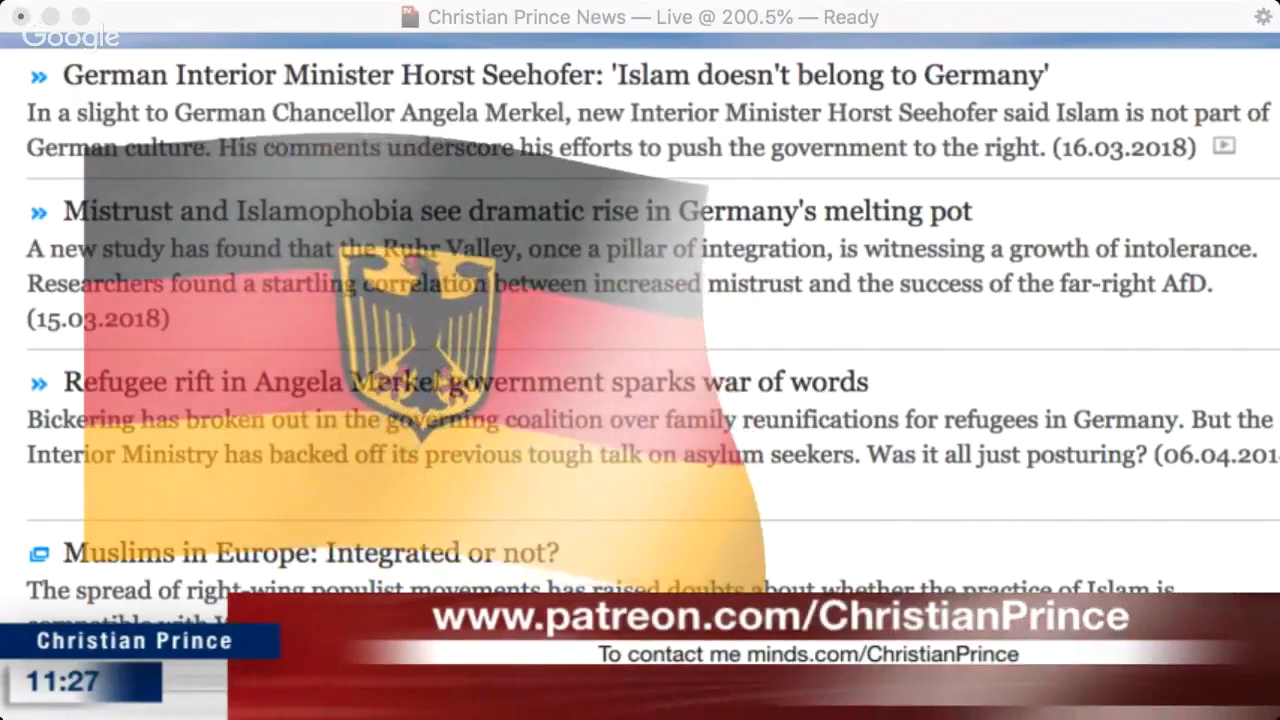 Christian Prince News — Live @ 200.5% — Ready
Google
» German Interior Minister Horst Seehofer: 'Islam doesn't belong to Germany'
In a slight to German Chancellor Angela Merkel, new Interior Minister Horst Seehofer said Islam is not part of
German culture. His comments underscore his efforts to push the government to the right. (16.03.2018)
» Mistrust and Islamophobia see dramatic rise in Germany's melting pot
A new study has found that the Ruhr Valley, once a pillar of integration, is witnessing a growth of intolerance.
Researchers found a startling correlation between increased mistrust and the success of the far-right AfD.
(15.03.2018)
» Refugee rift in Angela Merkel government sparks war of words
Bickering has broken out in the governing coalition over family reunifications for refugees in Germany. But the
Interior Ministry has backed off its previous tough talk on asylum seekers. Was it all just posturing? (06.04.201
Muslims in Europe: Integrated or not?
The spread of right-wing populist movements has raised doubts about whether the practice of Islam is
compatible with
www.patreon.com/ChristianPrince
Christian Prince
To contact me minds.com/ChristianPrince
11:27